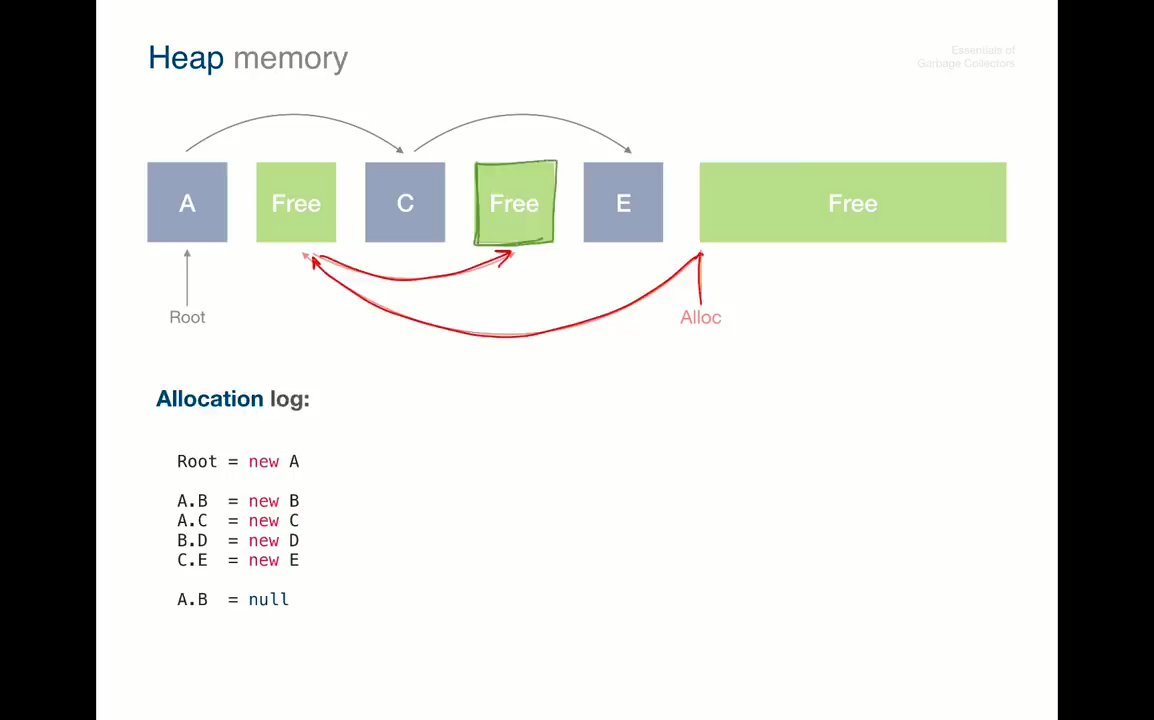 Heap memory
Essentials of
Garbage Collectors
A
Free
C
Free
E
Free
Root
Alloc
Allocation log:
Root = new A
A.B = new B
A.C = new C
B.D = new D
C.E = new E
A.B = null